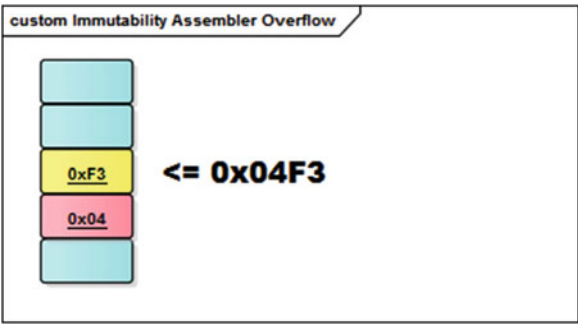 custom Immutability Assembler Overflow
0xF3
<= 0x04F3
0x04